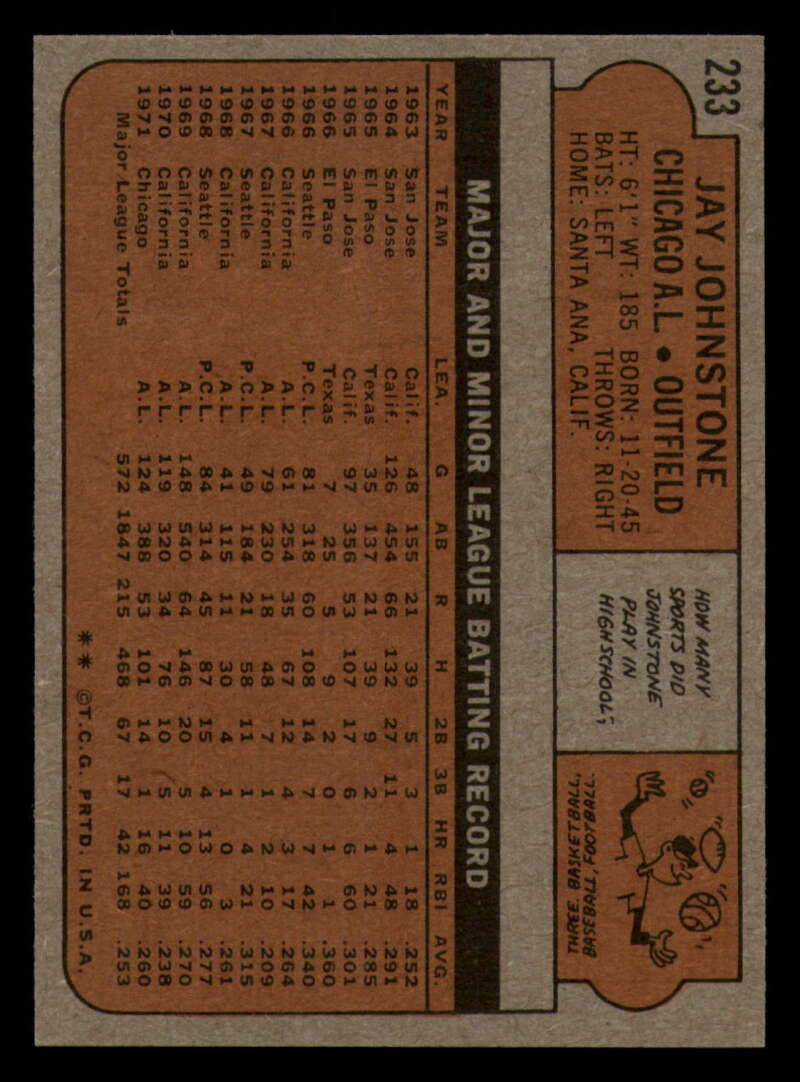 233
JAY JOHNSTONE
CHICAGO A.L. • OUTFIELD
HT: 6'1" WT: 185 BORN: 11-20-45
BATS: LEFT THROWS: RIGHT
HOME: SANTA ANA, CALIF.
HOW MANY
SPORTS DID
JOHNSTONE
PLAY IN
HIGH SCHOOL?
THREE. BASKETBALL,
BASEBALL, FOOTBALL.
MAJOR AND MINOR LEAGUE BATTING RECORD
YEAR TEAM LEA. G AB R H 2B 3B HR RBI AVG.
1963 San Jose Calif. 48 155 21 39 5 3 1 18 .252
1964 San Jose Calif. 126 454 66 132 27 11 4 48 .291
1965 El Paso Texas 35 137 21 39 9 2 1 21 .285
1965 San Jose Calif. 97 356 53 107 17 6 6 60 .301
1966 El Paso Texas 7 25 5 9 2 0 1 1 .360
1966 Seattle P.C.L. 81 318 60 108 14 7 7 42 .340
1966 California A.L. 61 254 35 67 12 4 3 17 .264
1967 California A.L. 79 230 18 48 7 1 2 10 .209
1967 Seattle P.C.L. 49 184 21 58 11 1 4 21 .315
1968 California A.L. 41 115 11 30 4 1 0 3 .261
1968 Seattle P.C.L. 84 314 45 87 15 4 13 56 .277
1969 California A.L. 148 540 64 146 20 5 10 59 .270
1970 California A.L. 119 320 34 76 10 5 11 39 .238
1971 Chicago A.L. 124 388 53 101 14 1 16 40 .260
Major League Totals 572 1847 215 468 67 17 42 168 .253
** ©T.C.G. PRTD. IN U.S.A.